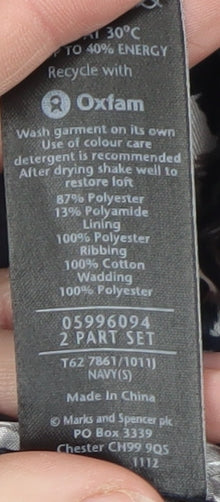 AT 30°C
UP TO 40% ENERGY
Recycle with
Oxfam
Wash garment on its own
Use of colour care
detergent is recommended
After drying shake well to
restore loft
87% Polyester
13% Polyamide
Lining
100% Polyester
Ribbing
100% Cotton
Wadding
100% Polyester
05996094
2 PART SET
T62 7861/1011J
NAVY(S)
Made In China
© Marks and Spencer plc
PO Box 3339
Chester CH99 9QS
1112